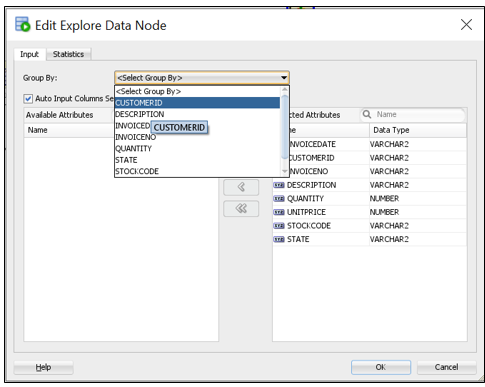 Edit Explore Data Node
Input Statistics
Group By: <Select Group By>
<Select Group By>
Auto Input Columns Se
CUSTOMERID
Available Attributes DESCRIPTION cted Attributes Name
Name INVOICED CUSTOMERID me Data Type
INVOICENO NVOICEDATE VARCHAR2
QUANTITY CUSTOMERID VARCHAR2
STATE NVOICENO VARCHAR2
STOCKCODE
DESCRIPTION VARCHAR2
QUANTITY NUMBER
UNITPRICE NUMBER
STOCKCODE VARCHAR2
STATE VARCHAR2
Help OK Cancel